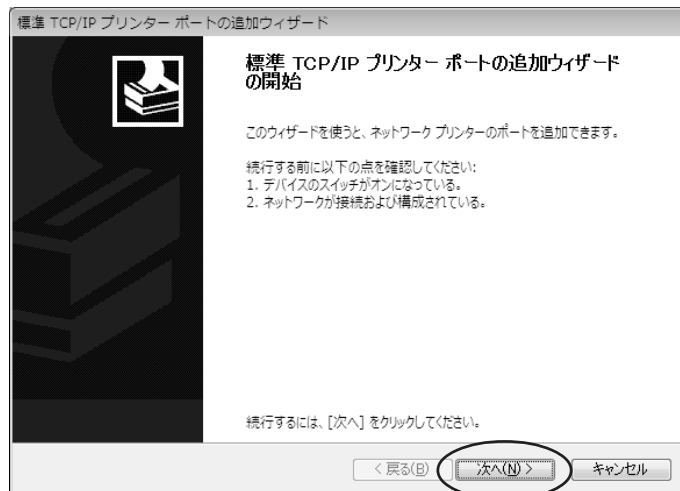 標準 TCP/IP プリンター ポートの追加ウィザード
標準 TCP/IP プリンター ポートの追加ウィザード
の開始
このウィザードを使うと、ネットワーク プリンターのポートを追加できます。
続行する前に以下の点を確認してください:
1. デバイスのスイッチがオンになっている。
2. ネットワークが接続および構成されている。
続行するには、[次へ] をクリックしてください。
< 戻る(B) 次へ(N) > キャンセル